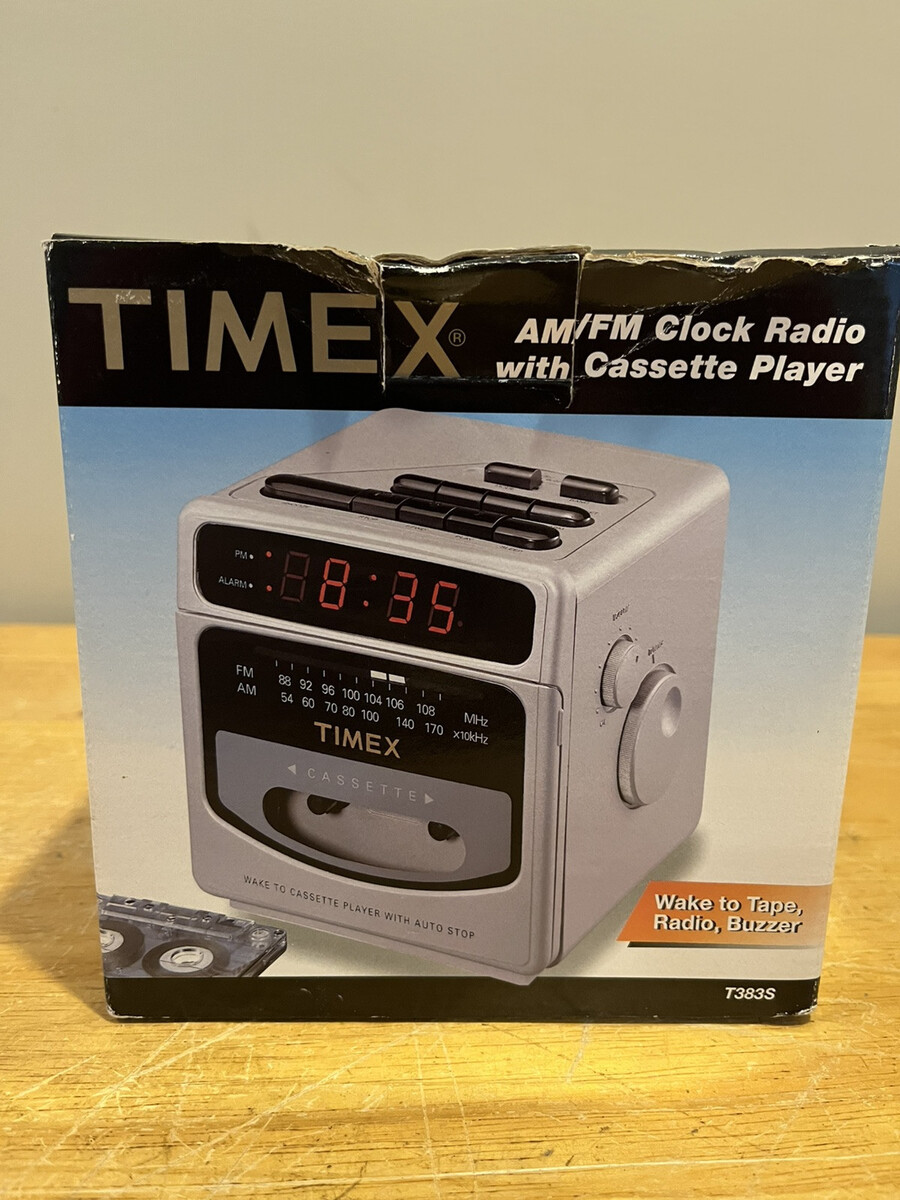 TIMEX®
AM/FM Clock Radio
with Cassette Player
PM
ALARM
8:35
FM 88 92 96 100 104 106 108 MHz
AM 54 60 70 80 100 140 170 x10kHz
TIMEX
CASSETTE
WAKE TO CASSETTE PLAYER WITH AUTO STOP
Wake to Tape,
Radio, Buzzer
T383S